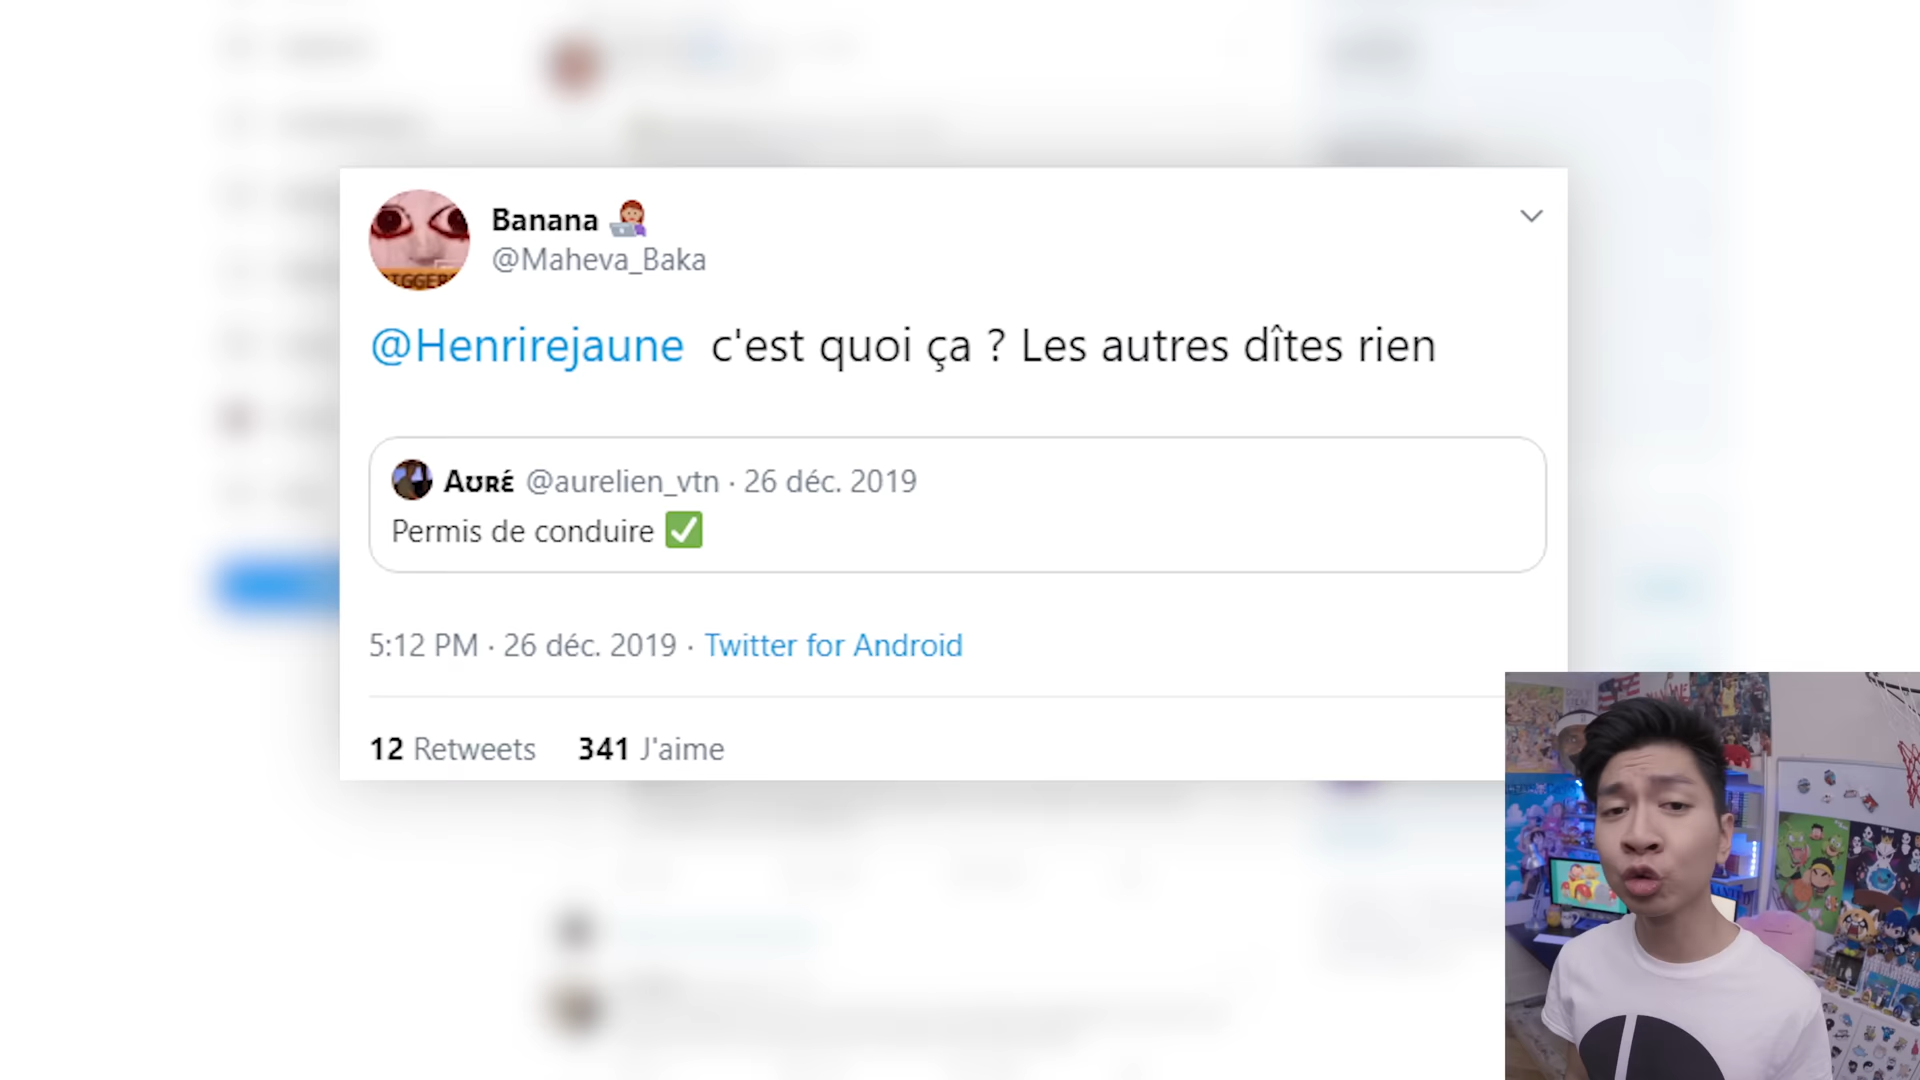 Banana
@Maheva_Baka
@Henrirejaune c'est quoi ça ? Les autres dîtes rien
Aʊʀé @aurelien_vtn · 26 déc. 2019
Permis de conduire ✅
5:12 PM · 26 déc. 2019 · Twitter for Android
12 Retweets 341 J'aime